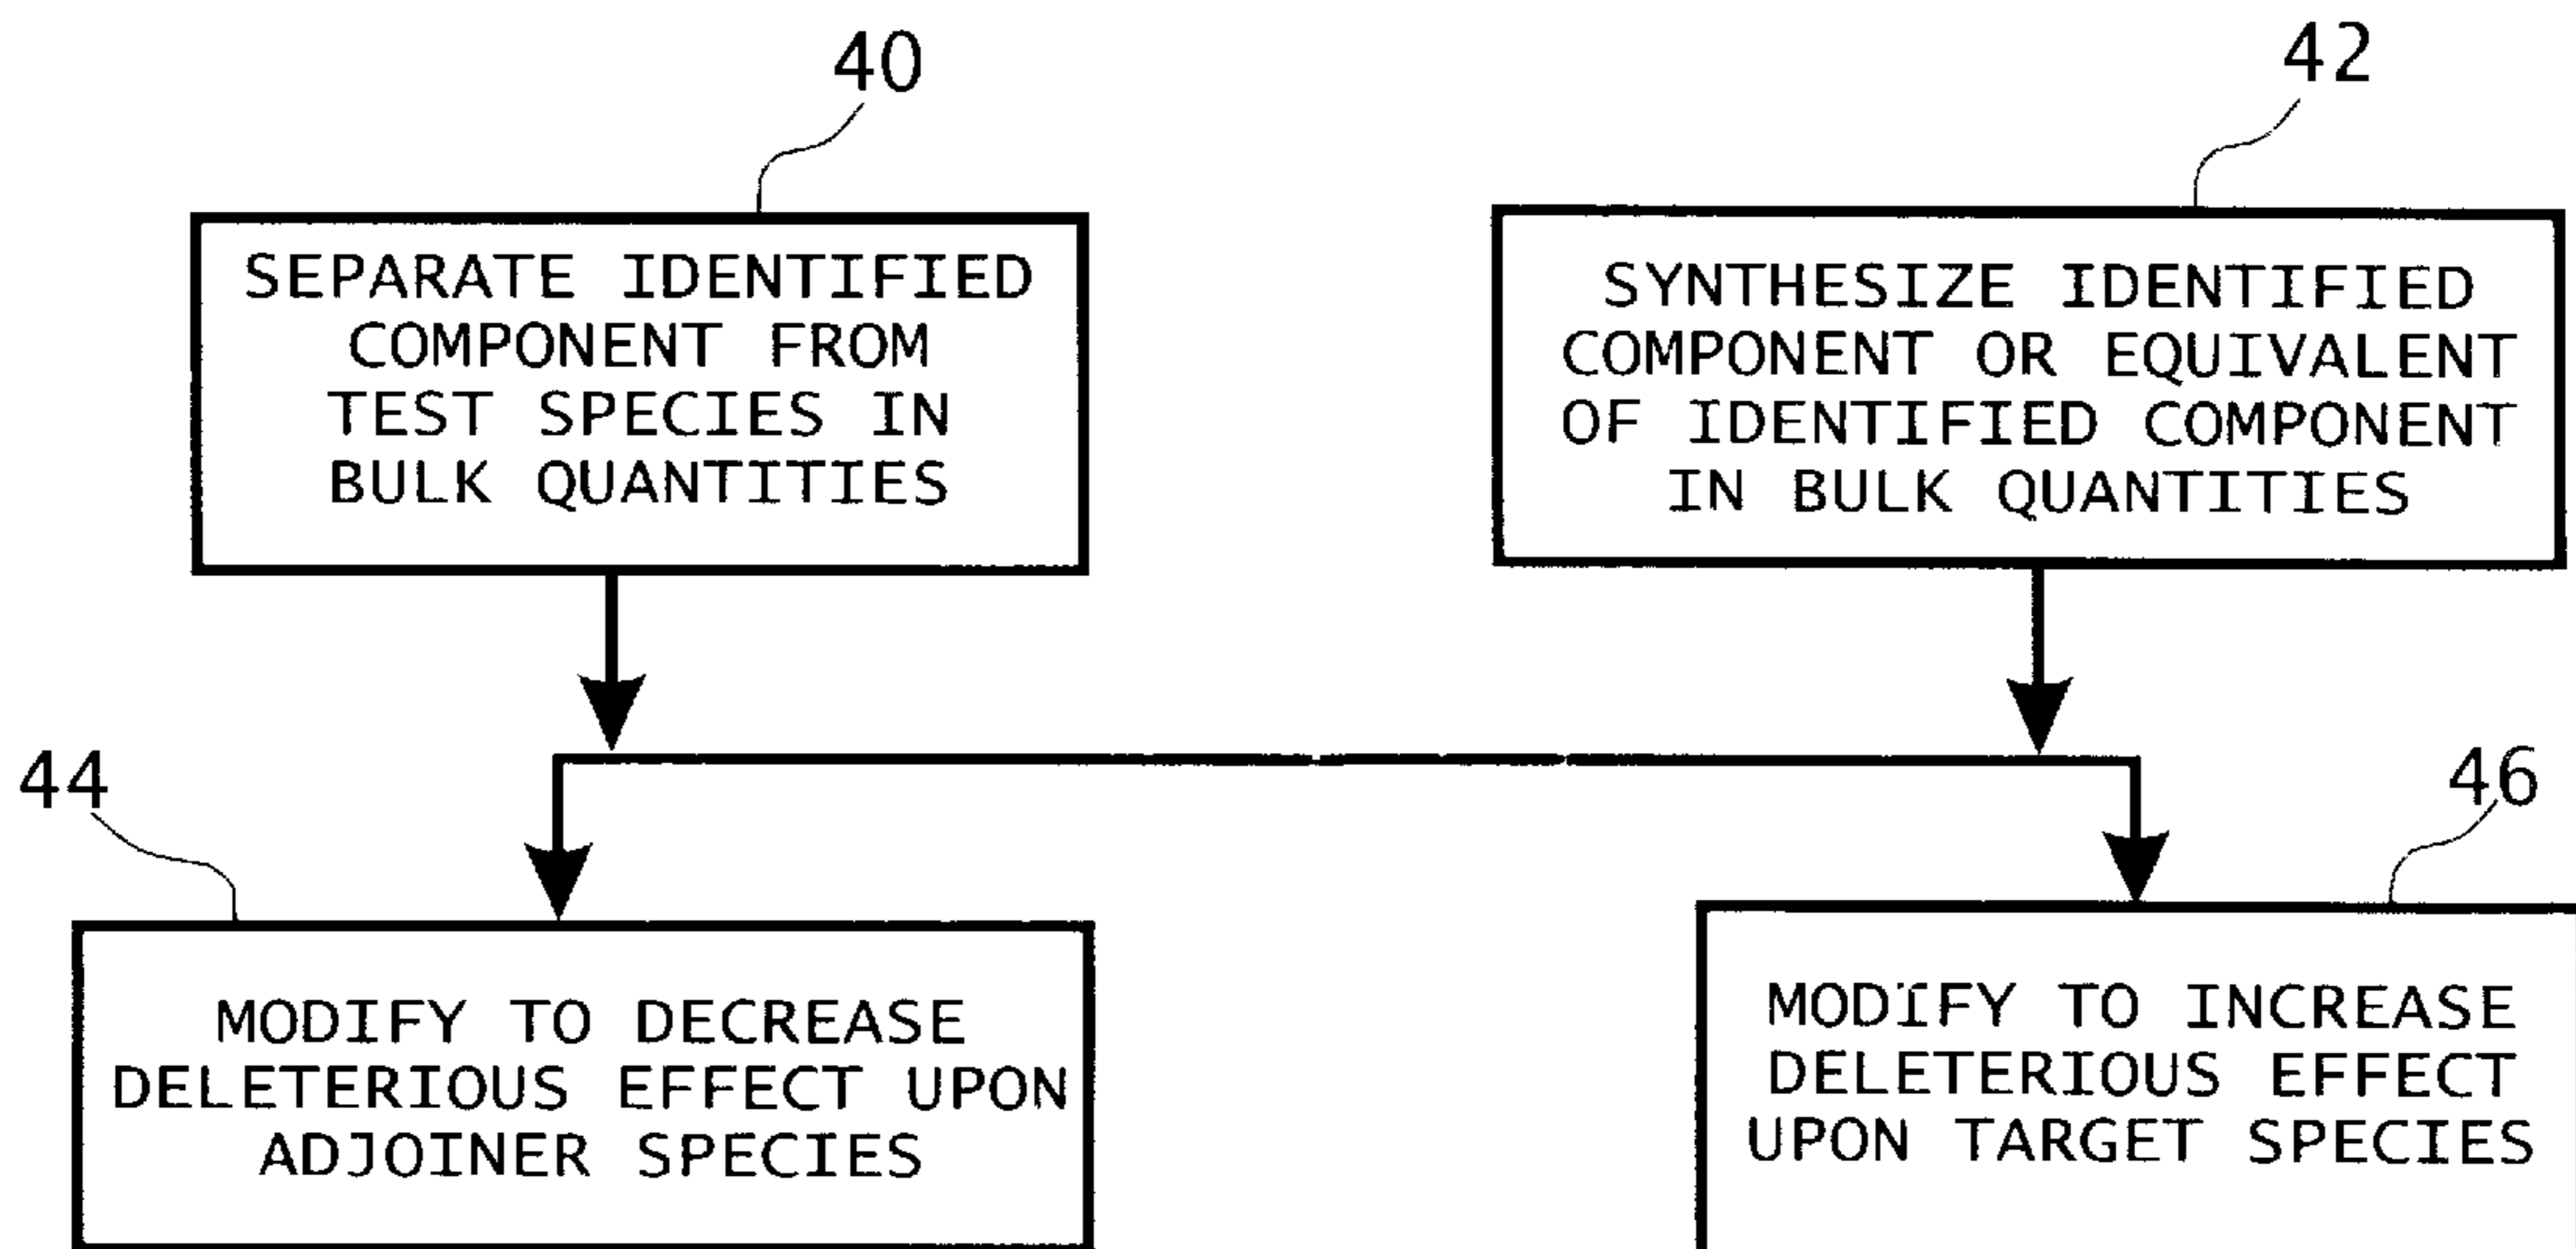 40
SEPARATE IDENTIFIED
COMPONENT FROM
TEST SPECIES IN
BULK QUANTITIES
42
SYNTHESIZE IDENTIFIED
COMPONENT OR EQUIVALENT
OF IDENTIFIED COMPONENT
IN BULK QUANTITIES
44
MODIFY TO DECREASE
DELETERIOUS EFFECT UPON
ADJOINER SPECIES
46
MODIFY TO INCREASE
DELETERIOUS EFFECT
UPON TARGET SPECIES